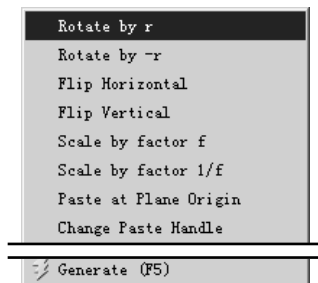 Rotate by r
Rotate by -r
Flip Horizontal
Flip Vertical
Scale by factor f
Scale by factor 1/f
Paste at Plane Origin
Change Paste Handle
Generate (F5)